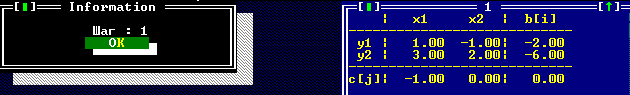 Information
War : 1
OK
1
x1 x2 b[i]
y1 1.00 -1.00 -2.00
y2 3.00 2.00 -6.00
c[j] -1.00 0.00 0.00